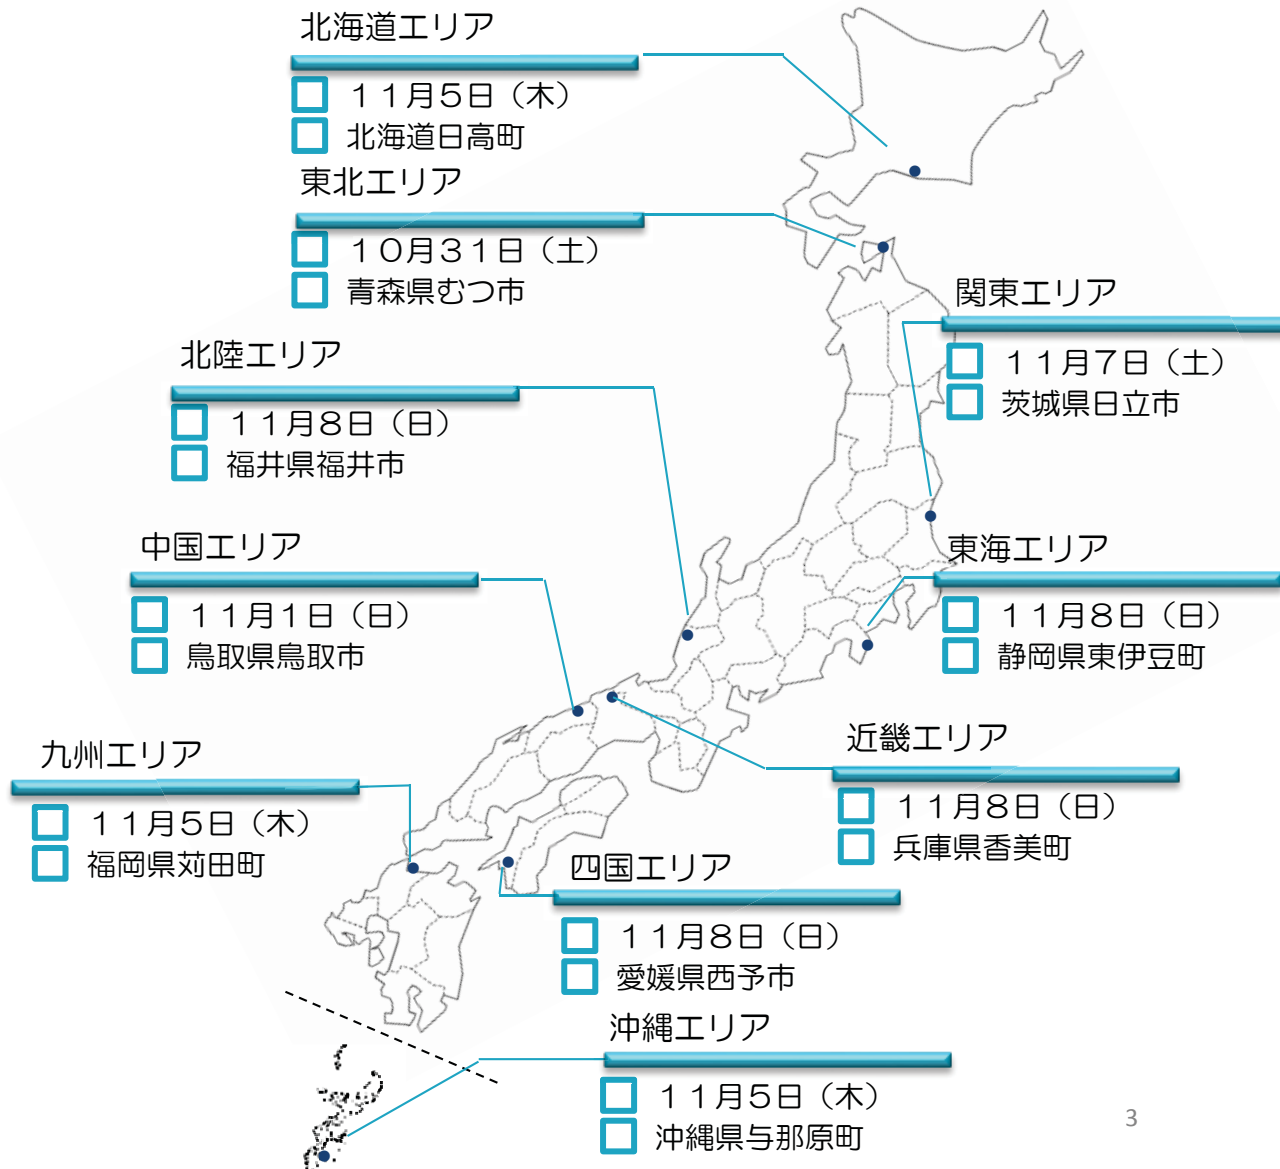 北海道エリア
11月5日（木）
北海道日高町
東北エリア
10月31日（土）
青森県むつ市
関東エリア
11月7日（土）
茨城県日立市
北陸エリア
11月8日（日）
福井県福井市
中国エリア
11月1日（日）
鳥取県鳥取市
東海エリア
11月8日（日）
静岡県東伊豆町
九州エリア
11月5日（木）
福岡県苅田町
近畿エリア
11月8日（日）
兵庫県香美町
四国エリア
11月8日（日）
愛媛県西予市
沖縄エリア
11月5日（木）
沖縄県与那原町
3